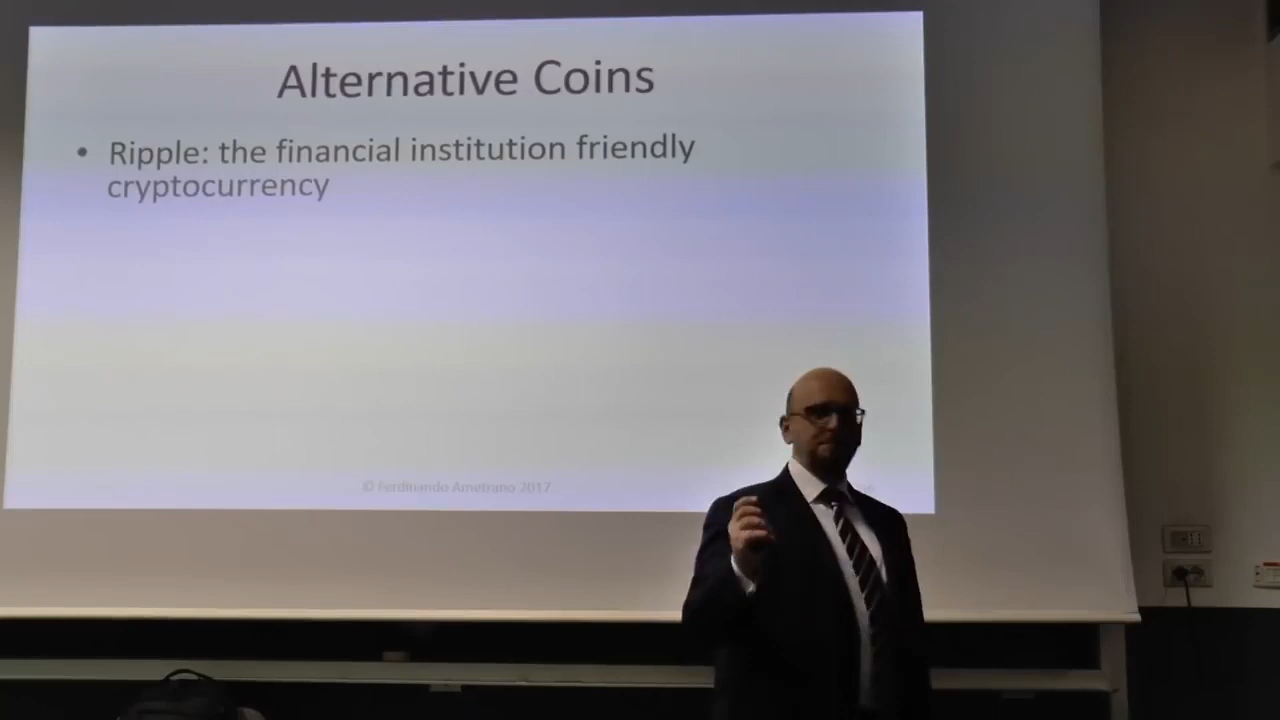 Alternative Coins
• Ripple: the financial institution friendly
cryptocurrency
© Ferdinando Ametrano 2017